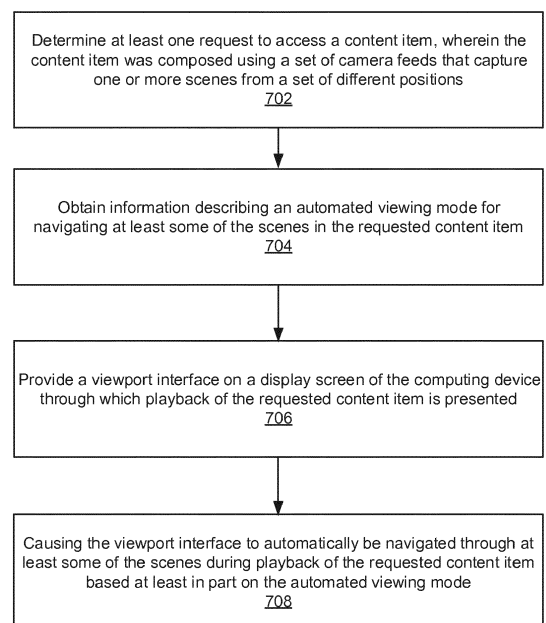 Determine at least one request to access a content item, wherein the
content item was composed using a set of camera feeds that capture
one or more scenes from a set of different positions
702
Obtain information describing an automated viewing mode for
navigating at least some of the scenes in the requested content item
704
Provide a viewport interface on a display screen of the computing device
through which playback of the requested content item is presented
706
Causing the viewport interface to automatically be navigated through at
least some of the scenes during playback of the requested content item
based at least in part on the automated viewing mode
708